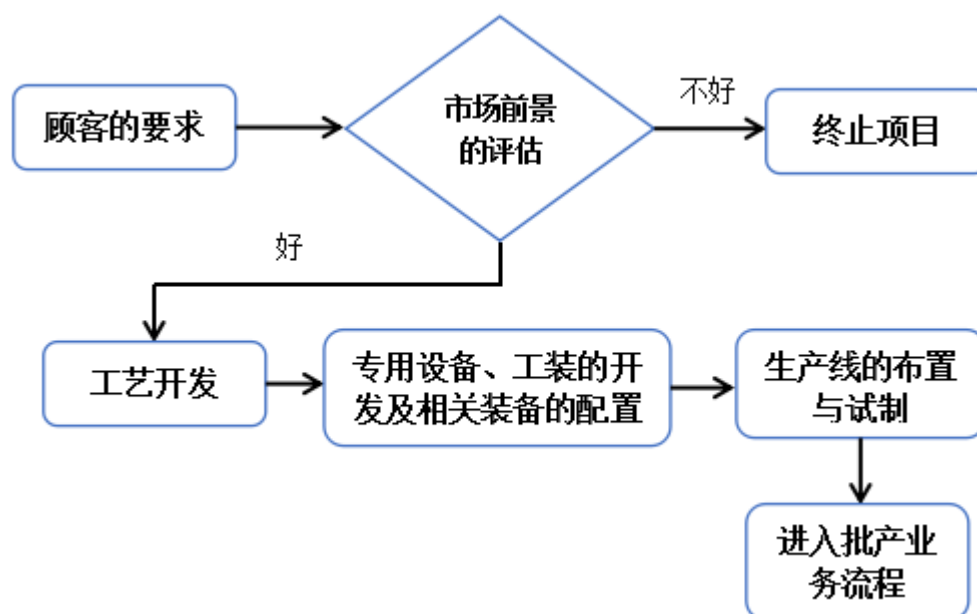 顾客的要求
市场前景
的评估
不好
终止项目
好
工艺开发
专用设备、工装的开
发及相关装备的配置
生产线的布置
与试制
进入批产业
务流程